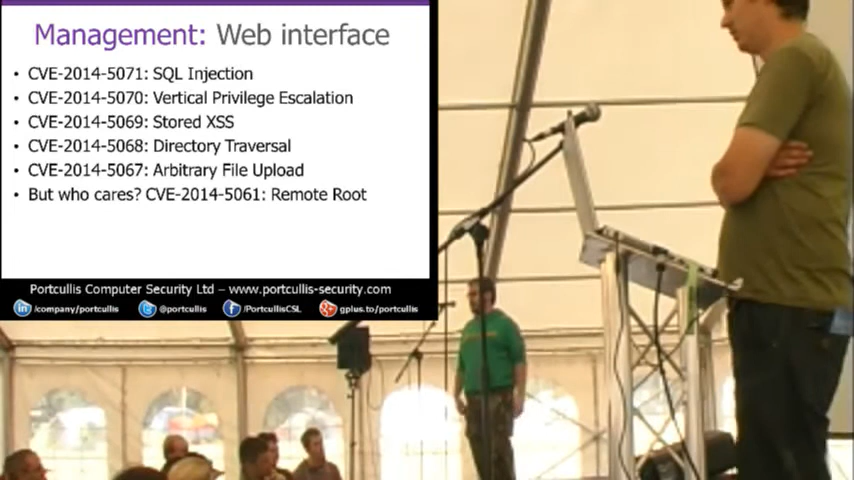 Management: Web interface
• CVE-2014-5071: SQL Injection
• CVE-2014-5070: Vertical Privilege Escalation
• CVE-2014-5069: Stored XSS
• CVE-2014-5068: Directory Traversal
• CVE-2014-5067: Arbitrary File Upload
• But who cares? CVE-2014-5061: Remote Root
Portcullis Computer Security Ltd – www.portcullis-security.com
in /company/portcullis @portcullis f /PortcullisCSL g+ gplus.to/portcullis